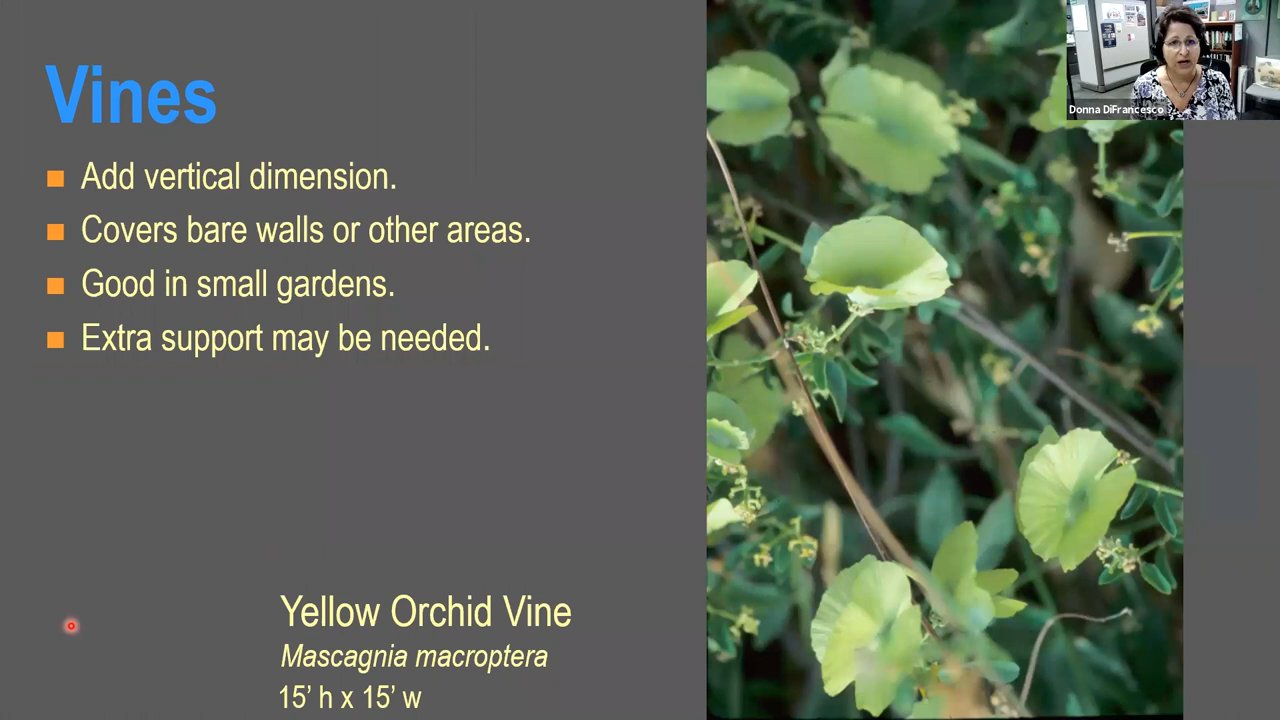 Vines
Add vertical dimension.
Covers bare walls or other areas.
Good in small gardens.
Extra support may be needed.
Yellow Orchid Vine
Mascagnia macroptera
15’ h x 15’ w
Donna DiFrancesco